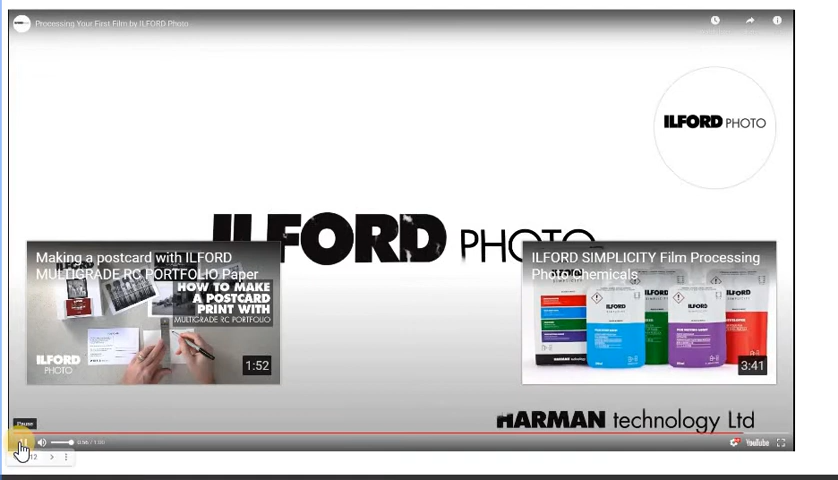 Processing Your First Film by ILFORD Photo
ILFORD PHOTO
ILFORD PHOTO
Making a postcard with ILFORD
MULTIGRADE RC PORTFOLIO Paper
HOW TO MAKE
A POSTCARD
PRINT WITH
MULTIGRADE RC PORTFOLIO
ILFORD
PHOTO
1:52
ILFORD SIMPLICITY Film Processing
Photo Chemicals
ILFORD
ILFORD
ILFORD
ILFORD
3:41
HARMAN technology Ltd
Pause
YouTube
12